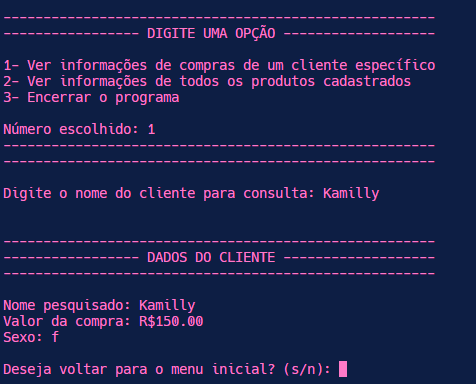 ------------------------------------------------------
----------------- DIGITE UMA OPÇÃO -------------------
1- Ver informações de compras de um cliente específico
2- Ver informações de todos os produtos cadastrados
3- Encerrar o programa
Número escolhido: 1
------------------------------------------------------
------------------------------------------------------
Digite o nome do cliente para consulta: Kamilly
------------------------------------------------------
----------------- DADOS DO CLIENTE -------------------
------------------------------------------------------
Nome pesquisado: Kamilly
Valor da compra: R$150.00
Sexo: f
Deseja voltar para o menu inicial? (s/n):